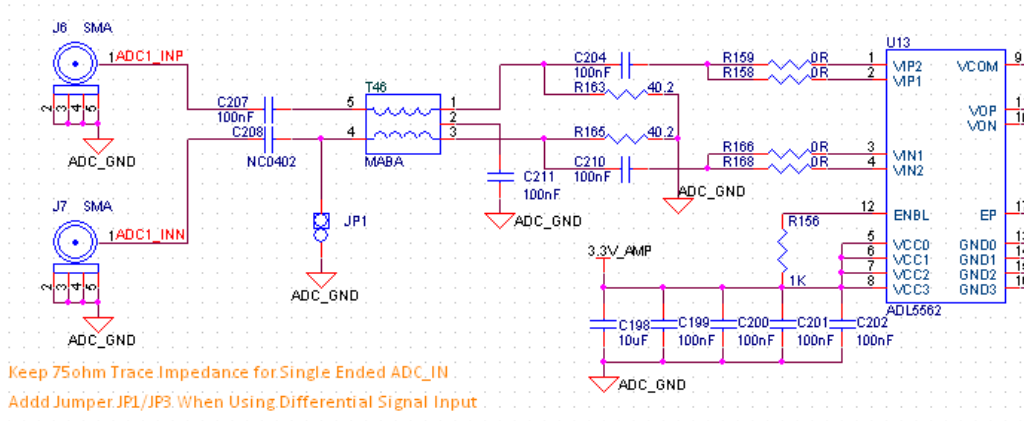 J6 SMA
1 ADC1_INP
2 3 4 5
ADC_GND
C207
100nF
C208
NC0402
5
4
T46
MABA
1
2
3
C204
100nF
R163 40.2
R165 40.2
C210
100nF
C211
100nF
ADC_GND
ADC_GND
R159 0R
R158 0R
R166 0R
R168 0R
U13
1 VIP2
2 VIP1
3 VIN1
4 VIN2
12 ENBL
5 VCC0
6 VCC1
7 VCC2
8 VCC3
VCOM 9
VOP
VON
EP
GND0
GND1
GND2
GND3
ADL5562
J7 SMA
1 ADC1_INN
2 3 4 5
ADC_GND
JP1
ADC_GND
R156
1K
3.3V_AMP
C198
10uF
C199
100nF
C200
100nF
C201
100nF
C202
100nF
ADC_GND
Keep 75ohm Trace Impedance for Single Ended ADC_IN
Addd Jumper JP1/JP3 When Using Differential Signal Input